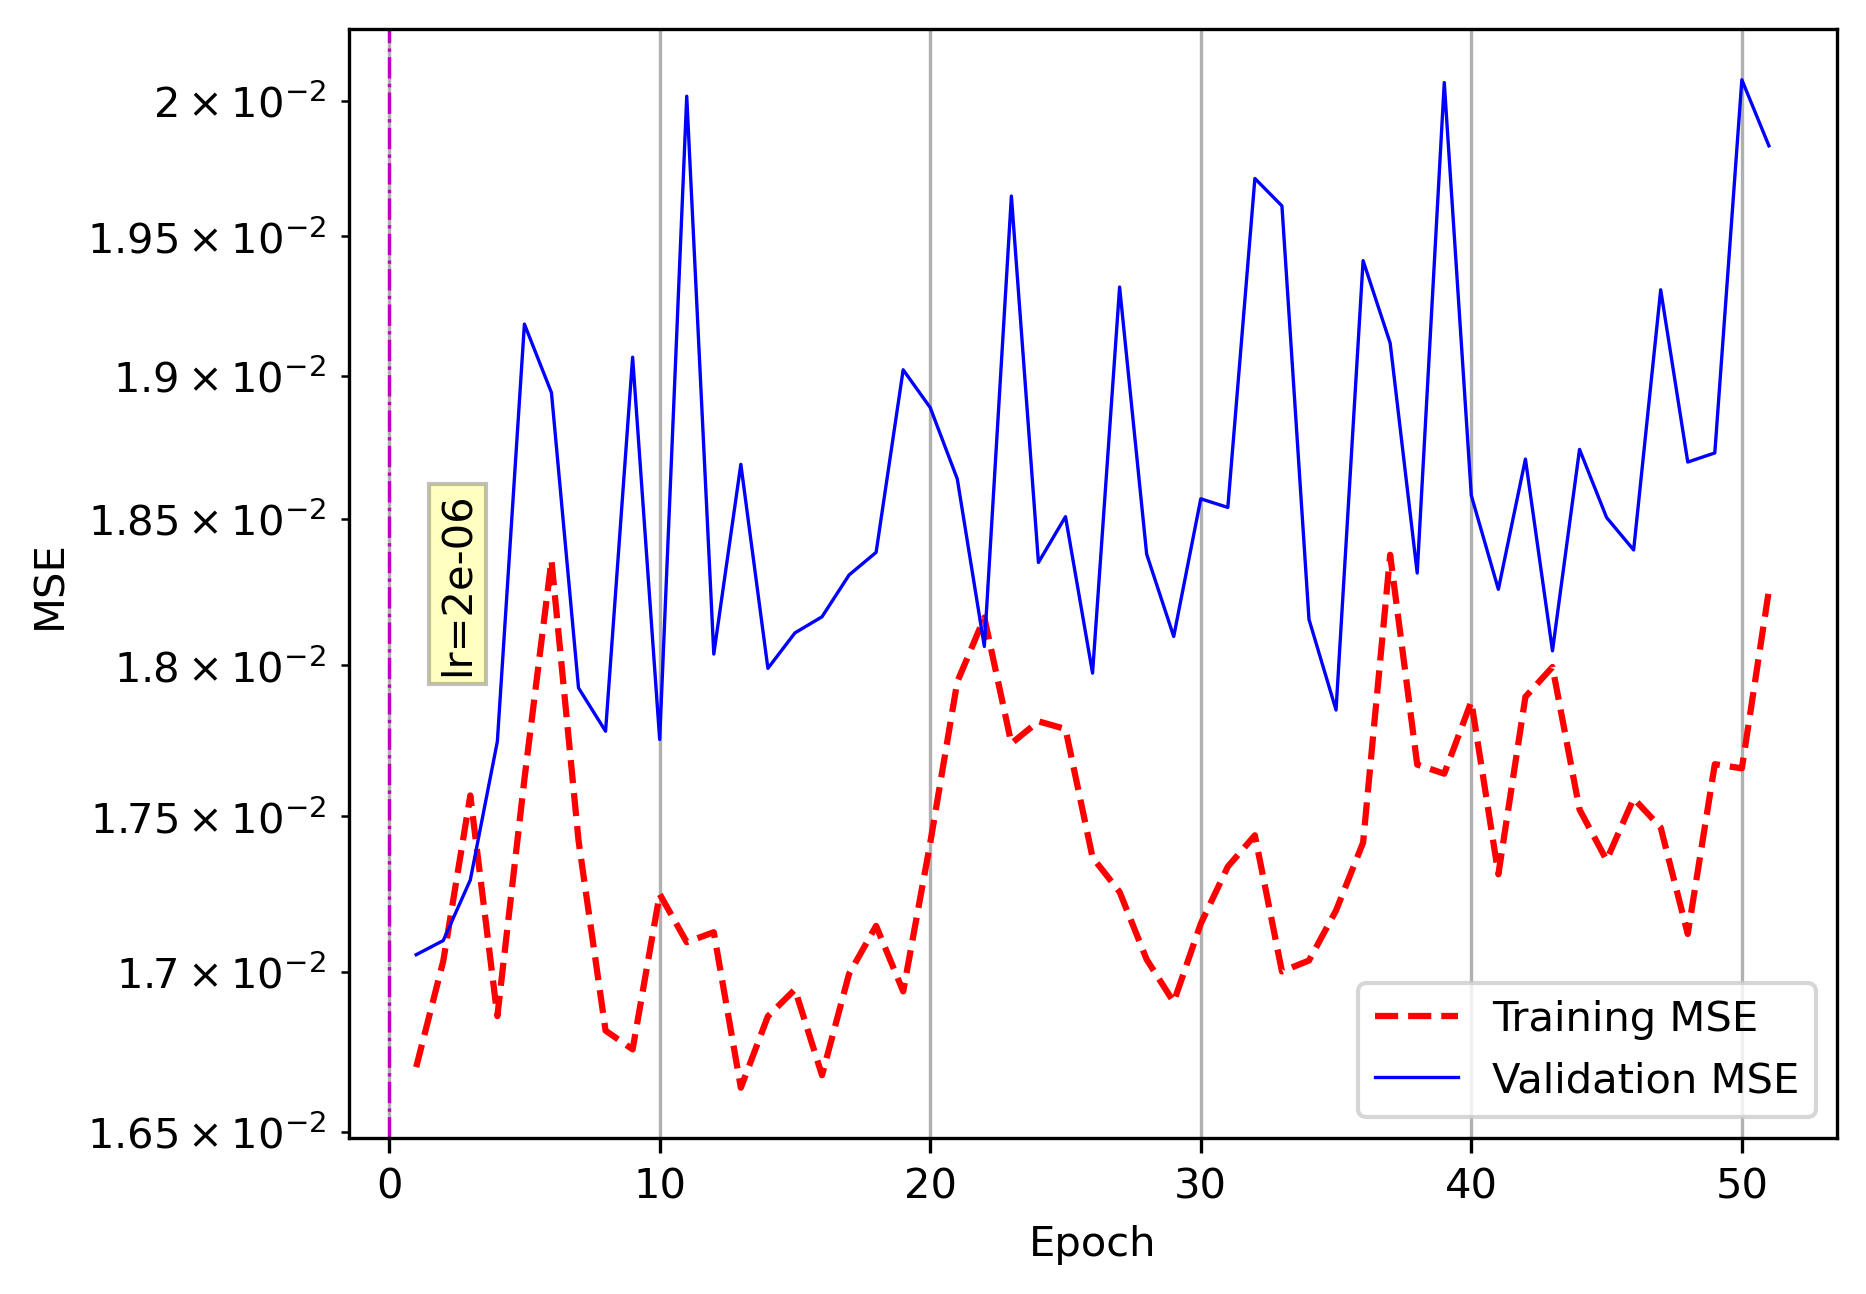 MSE
2 × 10⁻²
1.95 × 10⁻²
1.9 × 10⁻²
1.85 × 10⁻²
1.8 × 10⁻²
1.75 × 10⁻²
1.7 × 10⁻²
1.65 × 10⁻²
lr=2e-06
Training MSE
Validation MSE
0 10 20 30 40 50
Epoch